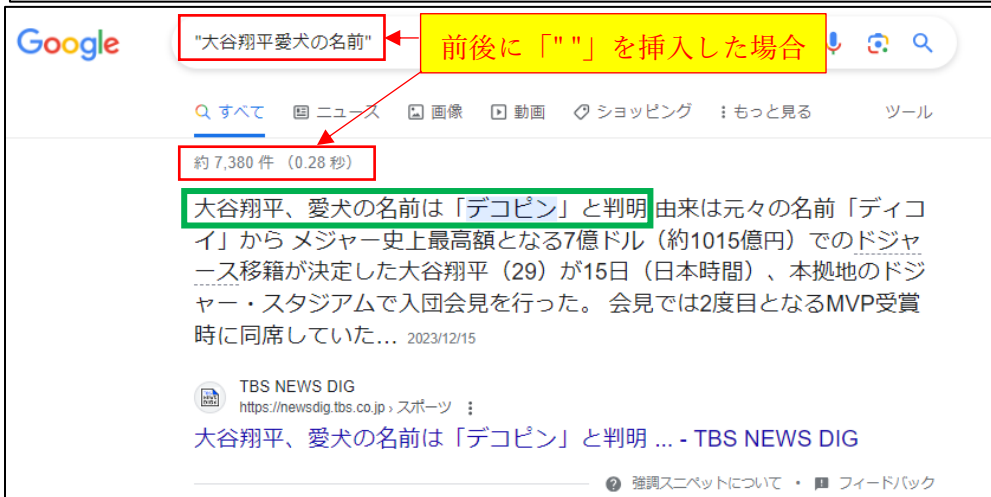 Google
"大谷翔平愛犬の名前"
前後に「" "」を挿入した場合
すべて ニュース 画像 動画 ショッピング もっと見る ツール
約 7,380 件 (0.28 秒)
大谷翔平、愛犬の名前は「デコピン」と判明 由来は元々の名前「ディコ
イ」から メジャー史上最高額となる7億ドル(約1015億円)でのドジャ
ース移籍が決定した大谷翔平(29)が15日(日本時間)、本拠地のドジ
ャー・スタジアムで入団会見を行った。 会見では2度目となるMVP受賞
時に同席していた… 2023/12/15
TBS NEWS DIG
https://newsdig.tbs.co.jp › スポーツ
大谷翔平、愛犬の名前は「デコピン」と判明 ... - TBS NEWS DIG
強調スニペットについて ・ フィードバック